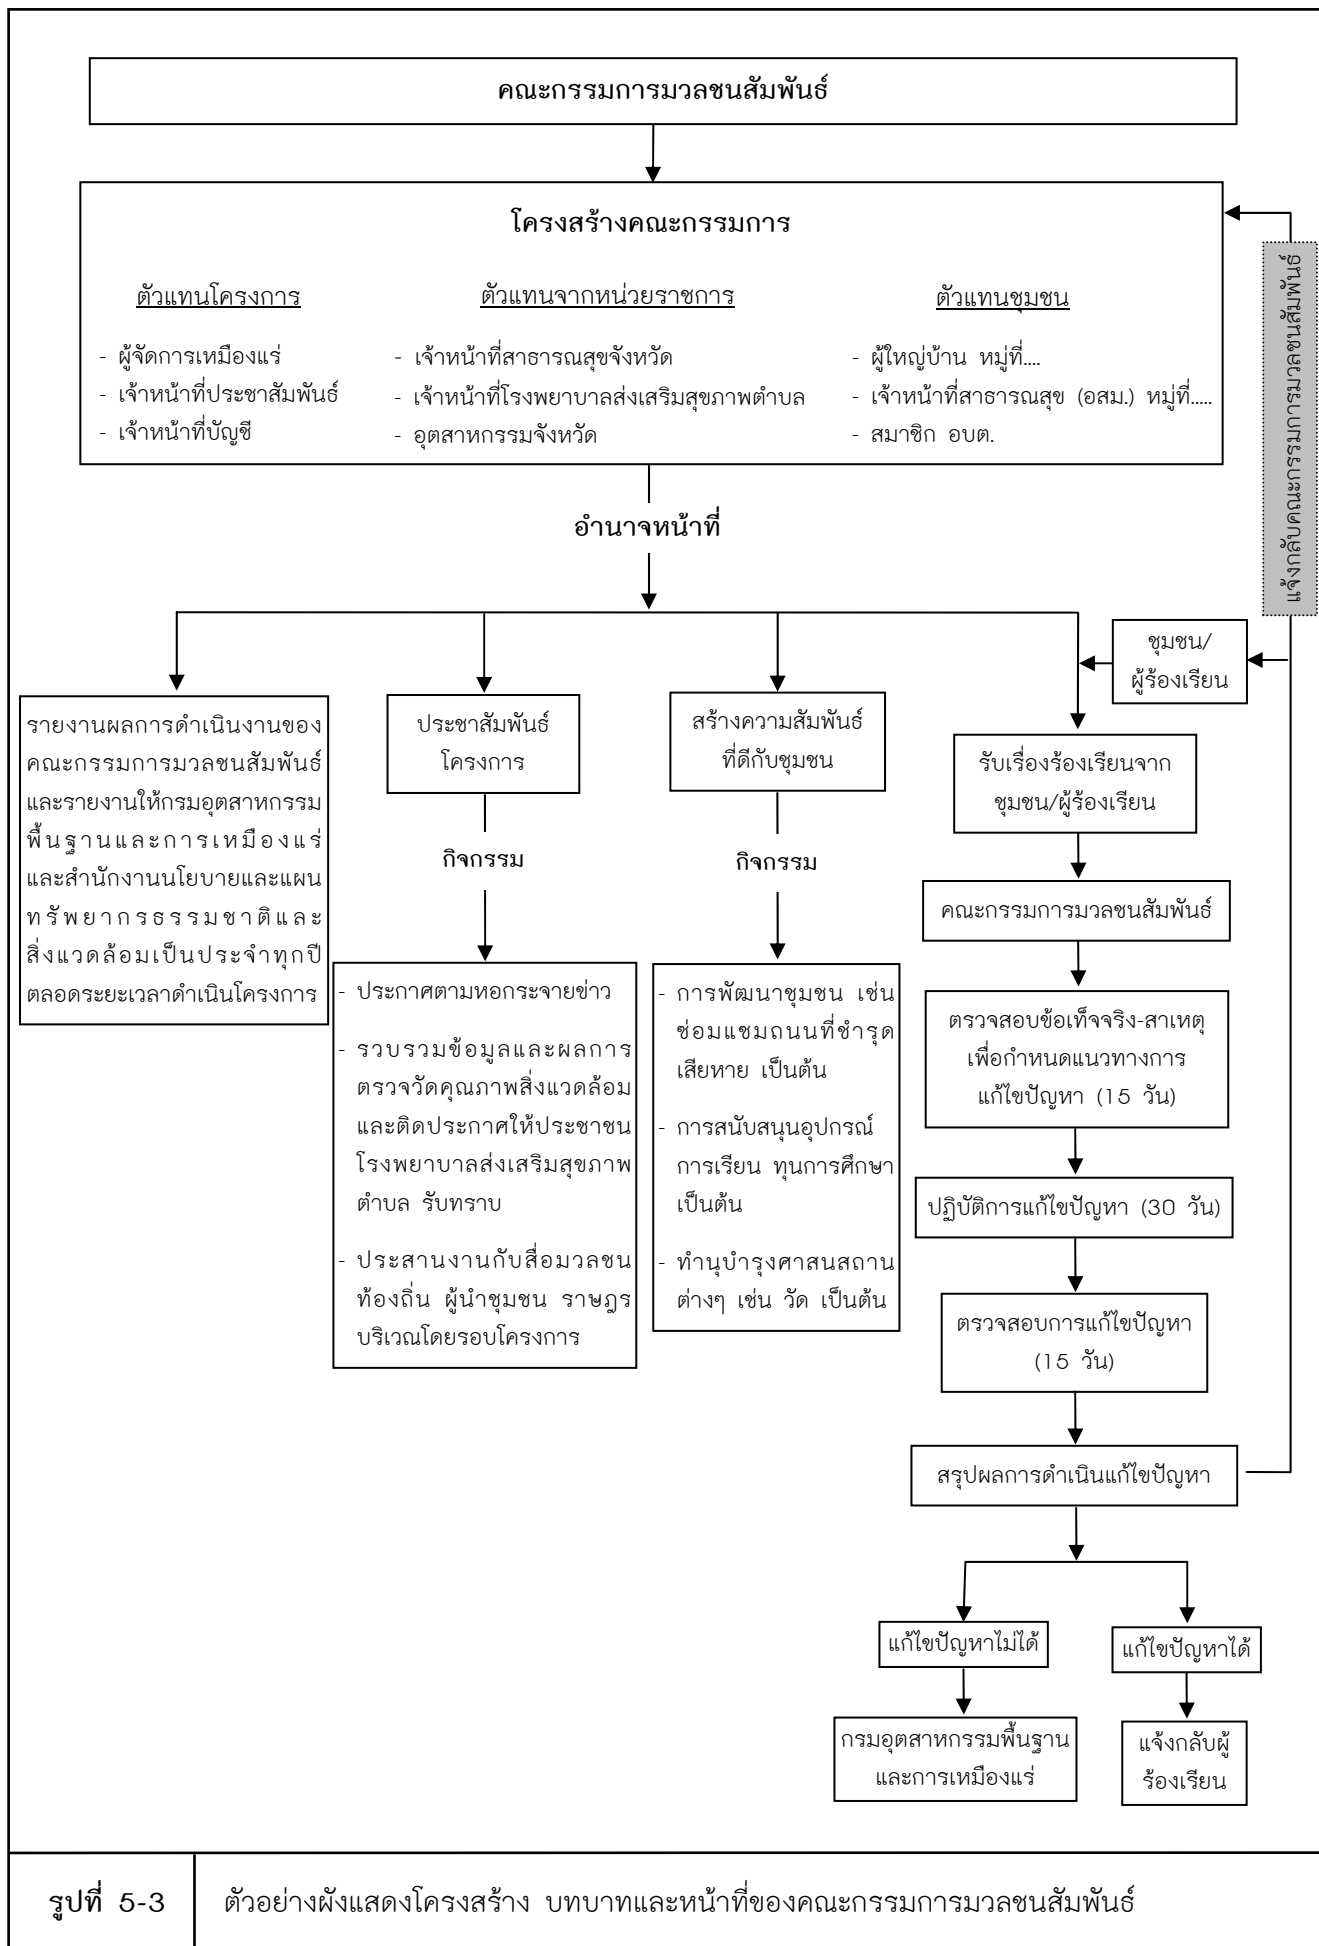 คณะกรรมการมวลชนสัมพันธ์
โครงสร้างคณะกรรมการ
ตัวแทนโครงการ
- ผู้จัดการเหมืองแร่
- เจ้าหน้าที่ประชาสัมพันธ์
- เจ้าหน้าที่บัญชี
ตัวแทนจากหน่วยราชการ
- เจ้าหน้าที่สาธารณสุขจังหวัด
- เจ้าหน้าที่โรงพยาบาลส่งเสริมสุขภาพตำบล
- อุตสาหกรรมจังหวัด
ตัวแทนชุมชน
- ผู้ใหญ่บ้าน หมู่ที่....
- เจ้าหน้าที่สาธารณสุข (อสม.) หมู่ที่.....
- สมาชิก อบต.
แจ้งกลับคณะกรรมการมวลชนสัมพันธ์
อำนาจหน้าที่
ชุมชน/
ผู้ร้องเรียน
รายงานผลการดำเนินงานของ
คณะกรรมการมวลชนสัมพันธ์
และรายงานให้กรมอุตสาหกรรม
พื้นฐานและการเหมืองแร่
และสำนักงานนโยบายและแผน
ทรัพยากรธรรมชาติและ
สิ่งแวดล้อมเป็นประจำทุกปี
ตลอดระยะเวลาดำเนินโครงการ
ประชาสัมพันธ์
โครงการ
กิจกรรม
- ประกาศตามหอกระจายข่าว
- รวบรวมข้อมูลและผลการ
ตรวจวัดคุณภาพสิ่งแวดล้อม
และติดประกาศให้ประชาชน
โรงพยาบาลส่งเสริมสุขภาพ
ตำบล รับทราบ
- ประสานงานกับสื่อมวลชน
ท้องถิ่น ผู้นำชุมชน ราษฎร
บริเวณโดยรอบโครงการ
สร้างความสัมพันธ์
ที่ดีกับชุมชน
กิจกรรม
- การพัฒนาชุมชน เช่น
ซ่อมแซมถนนที่ชำรุด
เสียหาย เป็นต้น
- การสนับสนุนอุปกรณ์
การเรียน ทุนการศึกษา
เป็นต้น
- ทำนุบำรุงศาสนสถาน
ต่างๆ เช่น วัด เป็นต้น
รับเรื่องร้องเรียนจาก
ชุมชน/ผู้ร้องเรียน
คณะกรรมการมวลชนสัมพันธ์
ตรวจสอบข้อเท็จจริง-สาเหตุ
เพื่อกำหนดแนวทางการ
แก้ไขปัญหา (15 วัน)
ปฏิบัติการแก้ไขปัญหา (30 วัน)
ตรวจสอบการแก้ไขปัญหา
(15 วัน)
สรุปผลการดำเนินแก้ไขปัญหา
แก้ไขปัญหาไม่ได้
แก้ไขปัญหาได้
กรมอุตสาหกรรมพื้นฐาน
และการเหมืองแร่
แจ้งกลับผู้
ร้องเรียน
รูปที่ 5-3
ตัวอย่างผังแสดงโครงสร้าง บทบาทและหน้าที่ของคณะกรรมการมวลชนสัมพันธ์